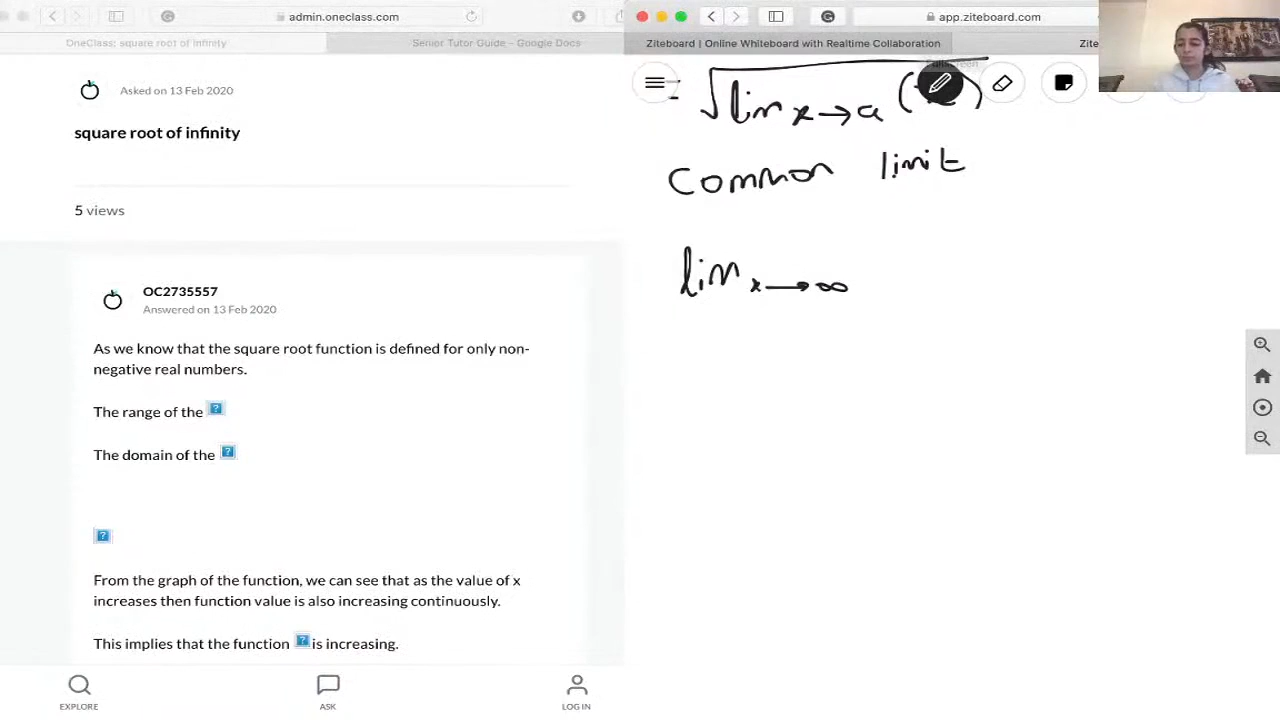 admin.oneclass.com
app.ziteboard.com
OneClass: square root of infinity
Senior Tutor Guide – Google Docs
Ziteboard | Online Whiteboard with Realtime Collaboration
Asked on 13 Feb 2020
square root of infinity
5 views
OC2735557
Answered on 13 Feb 2020
As we know that the square root function is defined for only non-
negative real numbers.
The range of the
The domain of the
From the graph of the function, we can see that as the value of x
increases then function value is also increasing continuously.
This implies that the function is increasing.
EXPLORE
ASK
LOG IN
= √lim x→a (
common limit
lim x→∞